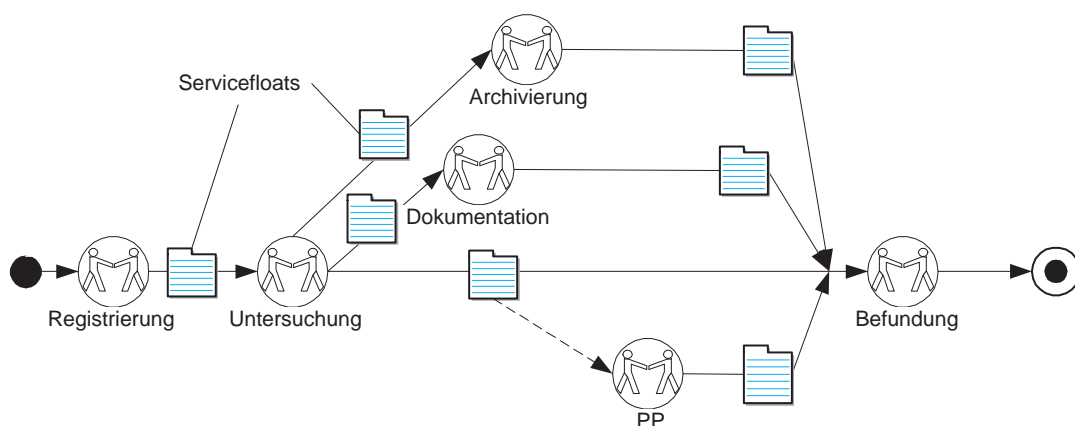 Servicefloats
Archivierung
Dokumentation
Registrierung
Untersuchung
Befundung
PP